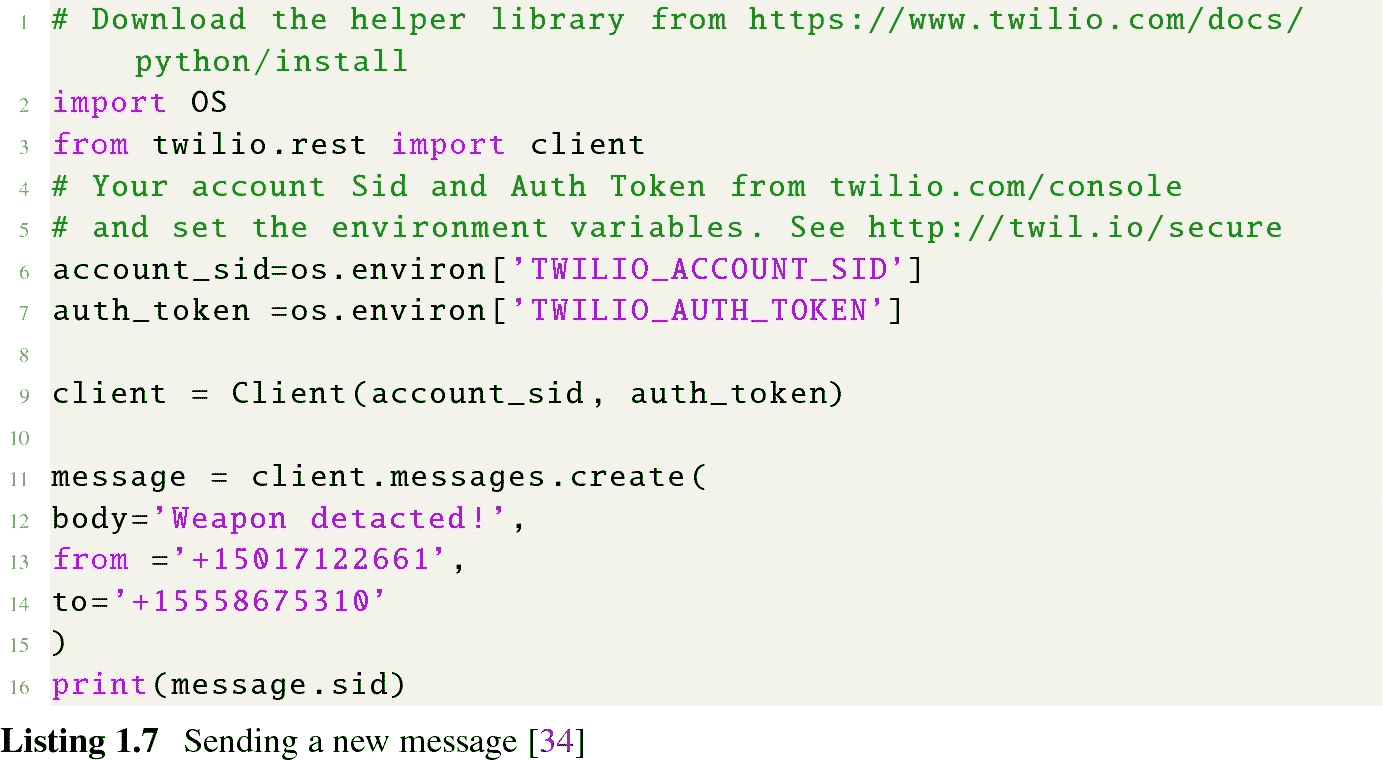 1 # Download the helper library from https://www.twilio.com/docs/
python/install
2 import OS
3 from twilio.rest import client
4 # Your account Sid and Auth Token from twilio.com/console
5 # and set the environment variables. See http://twil.io/secure
6 account_sid=os.environ['TWILIO_ACCOUNT_SID']
7 auth_token =os.environ['TWILIO_AUTH_TOKEN']
8
9 client = Client(account_sid, auth_token)
10
11 message = client.messages.create(
12 body='Weapon detacted!',
13 from ='+15017122661',
14 to='+15558675310'
15 )
16 print(message.sid)
Listing 1.7 Sending a new message [34]